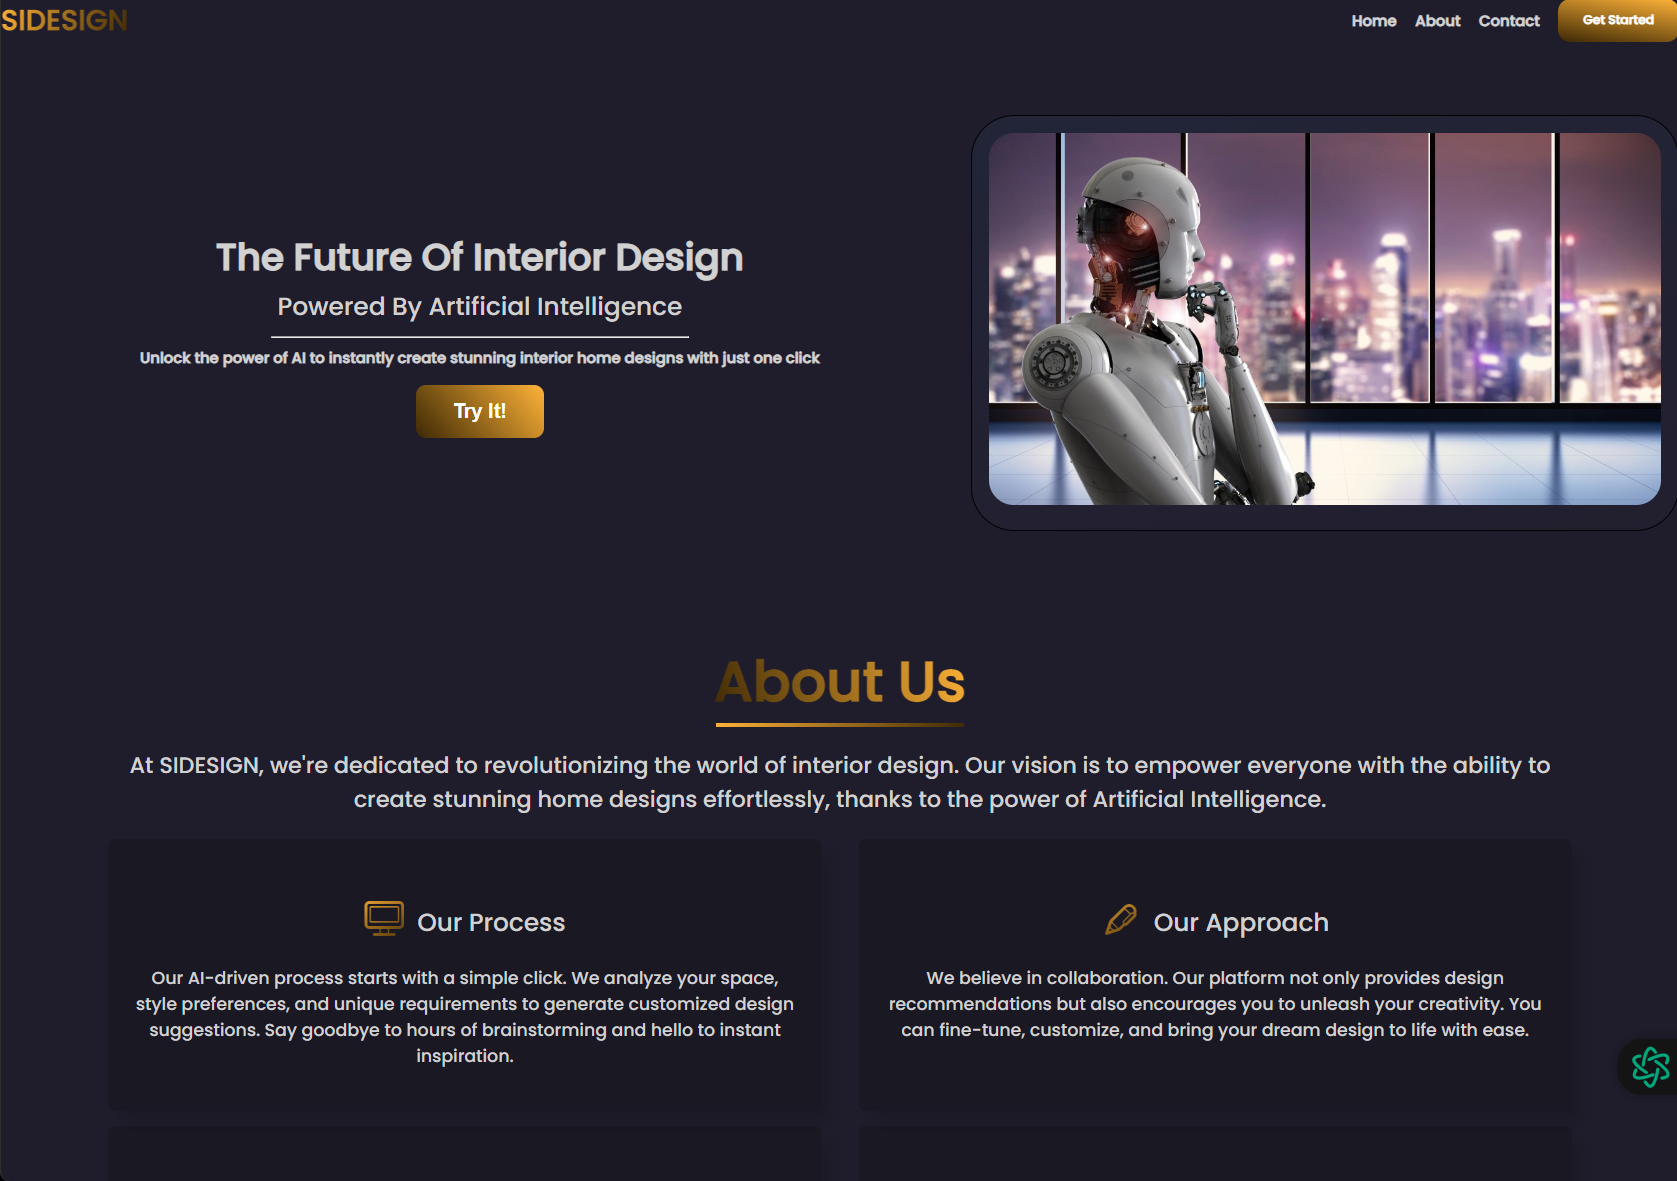 SIDESIGN
Home About Contact Get Started
The Future Of Interior Design
Powered By Artificial Intelligence
Unlock the power of AI to instantly create stunning interior home designs with just one click
Try It!
About Us
At SIDESIGN, we're dedicated to revolutionizing the world of interior design. Our vision is to empower everyone with the ability to
create stunning home designs effortlessly, thanks to the power of Artificial Intelligence.
Our Process
Our AI-driven process starts with a simple click. We analyze your space,
style preferences, and unique requirements to generate customized design
suggestions. Say goodbye to hours of brainstorming and hello to instant
inspiration.
Our Approach
We believe in collaboration. Our platform not only provides design
recommendations but also encourages you to unleash your creativity. You
can fine-tune, customize, and bring your dream design to life with ease.